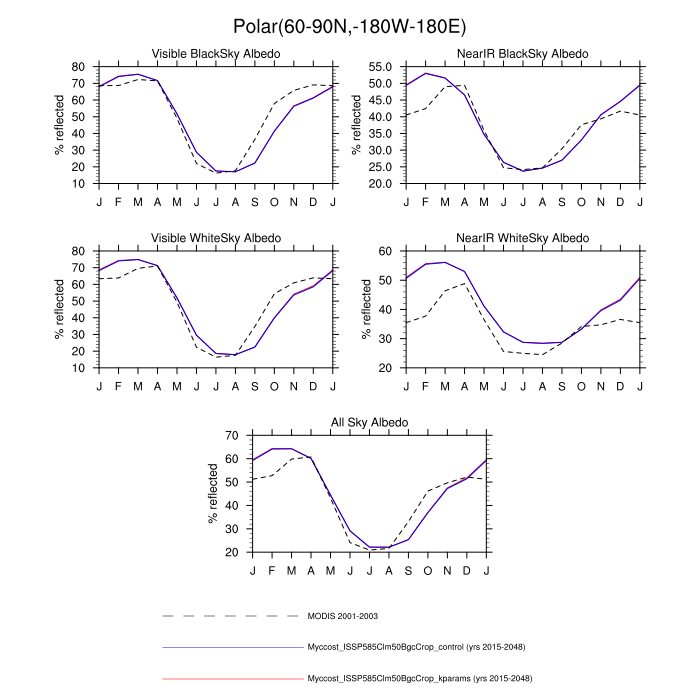 Polar(60-90N,-180W-180E)
Visible BlackSky Albedo
% reflected
80
70
60
50
40
30
20
10
J F M A M J J A S O N D J
NearIR BlackSky Albedo
% reflected
55.0
50.0
45.0
40.0
35.0
30.0
25.0
20.0
J F M A M J J A S O N D J
Visible WhiteSky Albedo
% reflected
80
70
60
50
40
30
20
10
J F M A M J J A S O N D J
NearIR WhiteSky Albedo
% reflected
60
50
40
30
20
J F M A M J J A S O N D J
All Sky Albedo
% reflected
70
60
50
40
30
20
J F M A M J J A S O N D J
MODIS 2001-2003
Myccost_ISSP585Clm50BgcCrop_control (yrs 2015-2048)
Myccost_ISSP585Clm50BgcCrop_kparams (yrs 2015-2048)